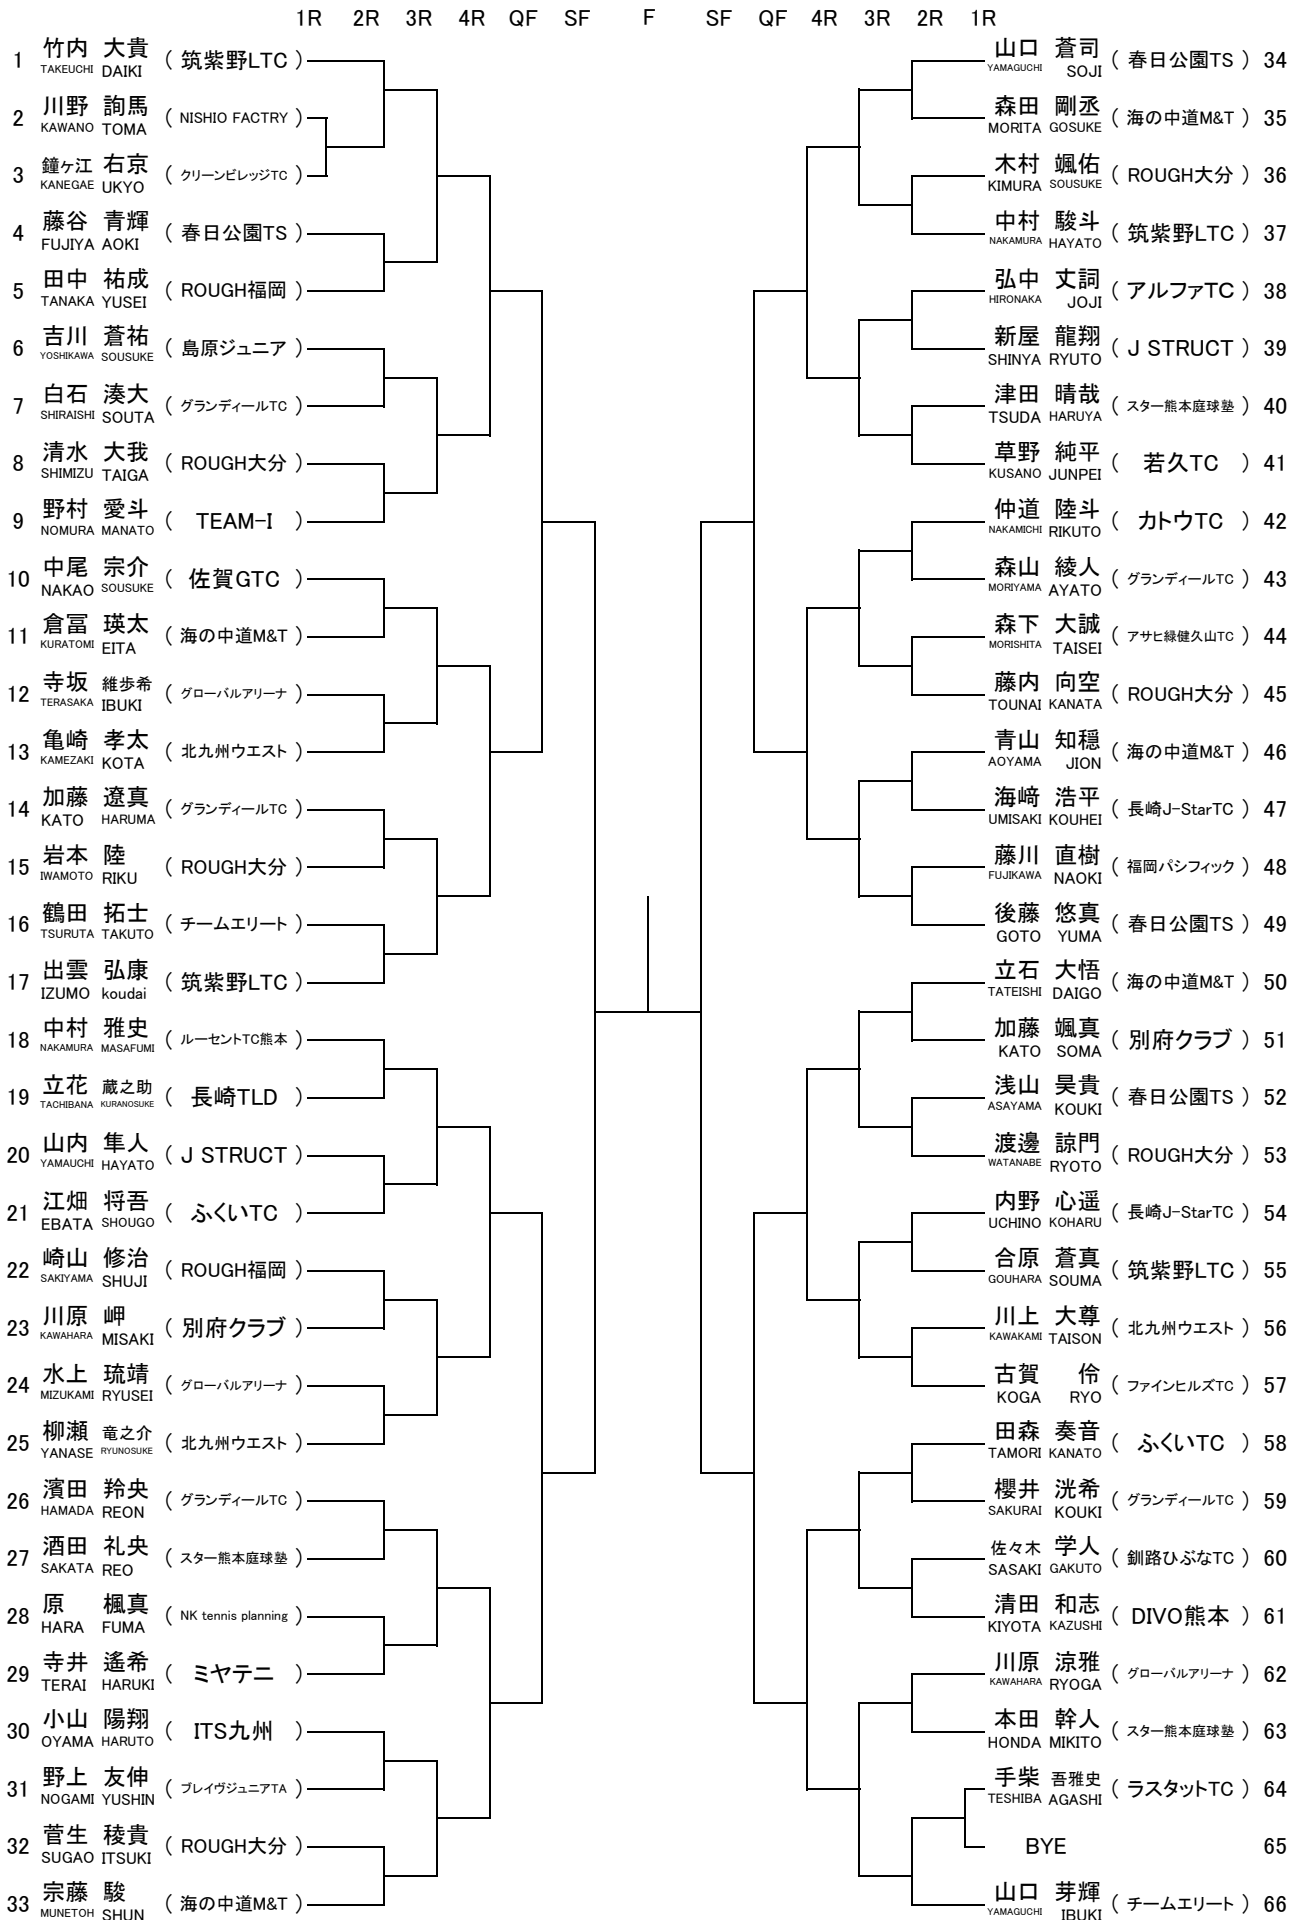 1R 2R 3R 4R QF SF F SF QF 4R 3R 2R 1R
1 竹内 大貴 ( 筑紫野LTC )
TAKEUCHI DAIKI
2 川野 詢馬 ( NISHIO FACTRY )
KAWANO TOMA
3 鐘ヶ江 右京 ( クリーンビレッジTC )
KANEGAE UKYO
4 藤谷 青輝 ( 春日公園TS )
FUJIYA AOKI
5 田中 祐成 ( ROUGH福岡 )
TANAKA YUSEI
6 吉川 蒼祐 ( 島原ジュニア )
YOSHIKAWA SOUSUKE
7 白石 湊大 ( グランディールTC )
SHIRAISHI SOUTA
8 清水 大我 ( ROUGH大分 )
SHIMIZU TAIGA
9 野村 愛斗 ( TEAM-I )
NOMURA MANATO
10 中尾 宗介 ( 佐賀GTC )
NAKAO SOUSUKE
11 倉冨 瑛太 ( 海の中道M&T )
KURATOMI EITA
12 寺坂 維歩希 ( グローバルアリーナ )
TERASAKA IBUKI
13 亀崎 孝太 ( 北九州ウエスト )
KAMEZAKI KOTA
14 加藤 遼真 ( グランディールTC )
KATO HARUMA
15 岩本 陸 ( ROUGH大分 )
IWAMOTO RIKU
16 鶴田 拓士 ( チームエリート )
TSURUTA TAKUTO
17 出雲 弘康 ( 筑紫野LTC )
IZUMO koudai
18 中村 雅史 ( ルーセントTC熊本 )
NAKAMURA MASAFUMI
19 立花 蔵之助 ( 長崎TLD )
TACHIBANA KURANOSUKE
20 山内 隼人 ( J STRUCT )
YAMAUCHI HAYATO
21 江畑 将吾 ( ふくいTC )
EBATA SHOUGO
22 崎山 修治 ( ROUGH福岡 )
SAKIYAMA SHUJI
23 川原 岬 ( 別府クラブ )
KAWAHARA MISAKI
24 水上 琉靖 ( グローバルアリーナ )
MIZUKAMI RYUSEI
25 柳瀬 竜之介 ( 北九州ウエスト )
YANASE RYUNOSUKE
26 濱田 羚央 ( グランディールTC )
HAMADA REON
27 酒田 礼央 ( スター熊本庭球塾 )
SAKATA REO
28 原 楓真 ( NK tennis planning )
HARA FUMA
29 寺井 遙希 ( ミヤテニ )
TERAI HARUKI
30 小山 陽翔 ( ITS九州 )
OYAMA HARUTO
31 野上 友伸 ( ブレイヴジュニアTA )
NOGAMI YUSHIN
32 菅生 稜貴 ( ROUGH大分 )
SUGAO ITSUKI
33 宗藤 駿 ( 海の中道M&T )
MUNETOH SHUN
山口 蒼司 ( 春日公園TS ) 34
YAMAGUCHI SOJI
森田 剛丞 ( 海の中道M&T ) 35
MORITA GOSUKE
木村 颯佑 ( ROUGH大分 ) 36
KIMURA SOUSUKE
中村 駿斗 ( 筑紫野LTC ) 37
NAKAMURA HAYATO
弘中 丈詞 ( アルファTC ) 38
HIRONAKA JOJI
新屋 龍翔 ( J STRUCT ) 39
SHINYA RYUTO
津田 晴哉 ( スター熊本庭球塾 ) 40
TSUDA HARUYA
草野 純平 ( 若久TC ) 41
KUSANO JUNPEI
仲道 陸斗 ( カトウTC ) 42
NAKAMICHI RIKUTO
森山 綾人 ( グランディールTC ) 43
MORIYAMA AYATO
森下 大誠 ( アサヒ緑健久山TC ) 44
MORISHITA TAISEI
藤内 向空 ( ROUGH大分 ) 45
TOUNAI KANATA
青山 知穏 ( 海の中道M&T ) 46
AOYAMA JION
海﨑 浩平 ( 長崎J-StarTC ) 47
UMISAKI KOUHEI
藤川 直樹 ( 福岡パシフィック ) 48
FUJIKAWA NAOKI
後藤 悠真 ( 春日公園TS ) 49
GOTO YUMA
立石 大悟 ( 海の中道M&T ) 50
TATEISHI DAIGO
加藤 颯真 ( 別府クラブ ) 51
KATO SOMA
浅山 昊貴 ( 春日公園TS ) 52
ASAYAMA KOUKI
渡邊 諒門 ( ROUGH大分 ) 53
WATANABE RYOTO
内野 心遥 ( 長崎J-StarTC ) 54
UCHINO KOHARU
合原 蒼真 ( 筑紫野LTC ) 55
GOUHARA SOUMA
川上 大尊 ( 北九州ウエスト ) 56
KAWAKAMI TAISON
古賀 伶 ( ファインヒルズTC ) 57
KOGA RYO
田森 奏音 ( ふくいTC ) 58
TAMORI KANATO
櫻井 洸希 ( グランディールTC ) 59
SAKURAI KOUKI
佐々木 学人 ( 釧路ひぶなTC ) 60
SASAKI GAKUTO
清田 和志 ( DIVO熊本 ) 61
KIYOTA KAZUSHI
川原 涼雅 ( グローバルアリーナ ) 62
KAWAHARA RYOGA
本田 幹人 ( スター熊本庭球塾 ) 63
HONDA MIKITO
手柴 吾雅史 ( ラスタットTC ) 64
TESHIBA AGASHI
BYE 65
山口 芽輝 ( チームエリート ) 66
YAMAGUCHI IBUKI